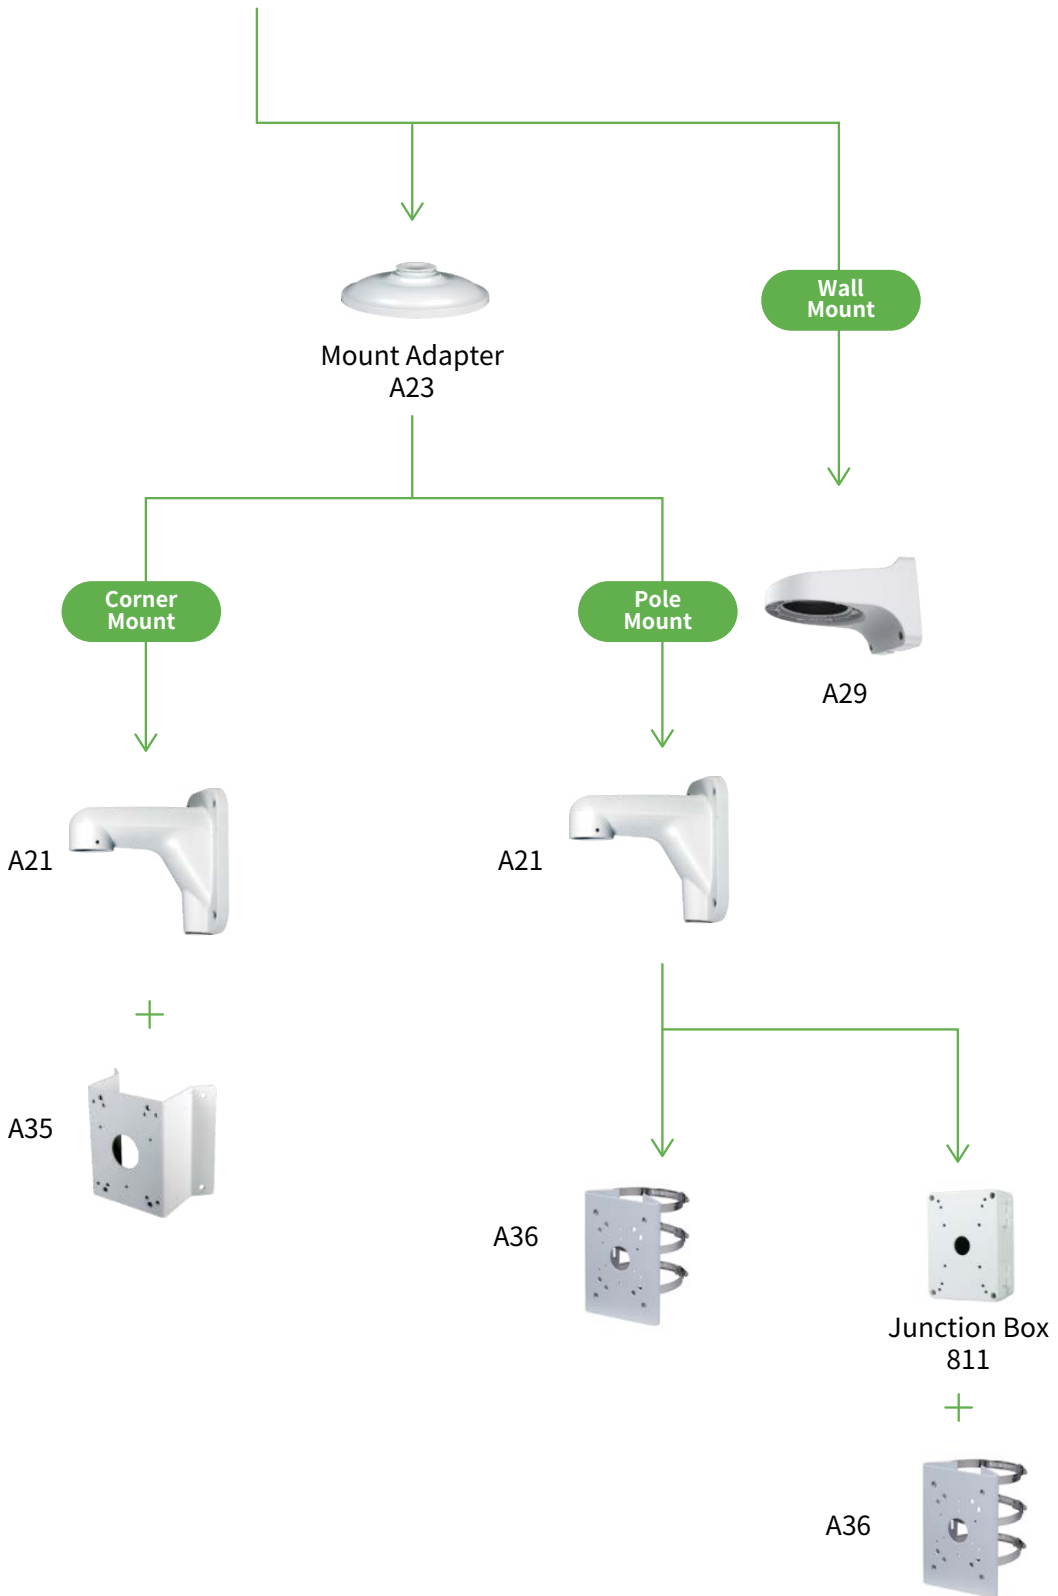 Wall
Mount
Mount Adapter
A23
Corner
Mount
Pole
Mount
A29
A21
A21
A35
A36
Junction Box
811
A36